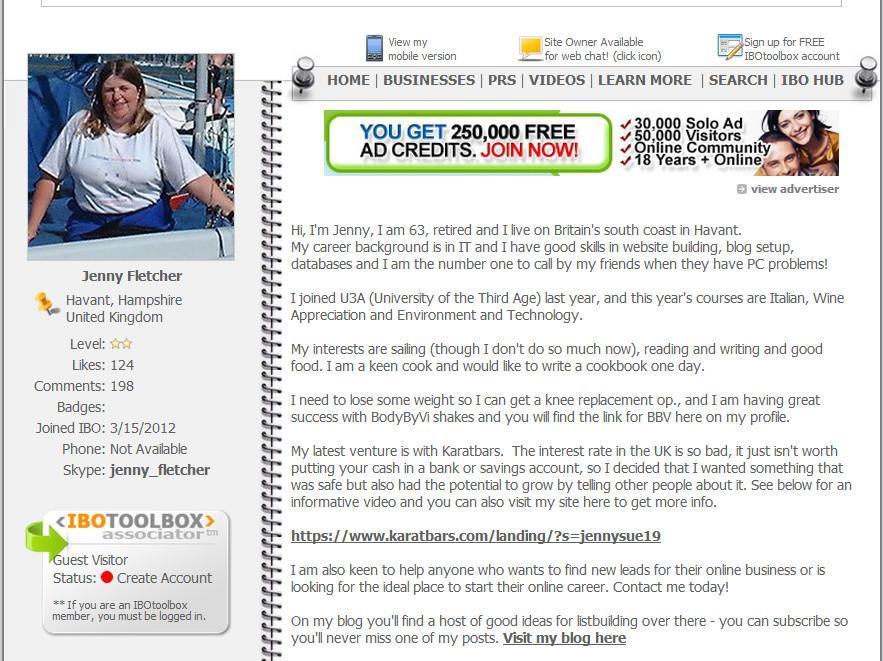 View my
mobile version
Site Owner Available
for web chat! (click icon)
Sign up for FREE
IBOtoolbox account
HOME | BUSINESSES | PRS | VIDEOS | LEARN MORE | SEARCH | IBO HUB
YOU GET 250,000 FREE
AD CREDITS. JOIN NOW!
30,000 Solo Ad
50,000 Visitors
Online Community
18 Years + Online
view advertiser
Jenny Fletcher
Havant, Hampshire
United Kingdom
Level:
Likes: 124
Comments: 198
Badges:
Joined IBO: 3/15/2012
Phone: Not Available
Skype: jenny_fletcher
<IBOTOOLBOX>
associator tm
Guest Visitor
Status: Create Account
** If you are an IBOtoolbox
member, you must be logged in.
Hi, I'm Jenny, I am 63, retired and I live on Britain's south coast in Havant.
My career background is in IT and I have good skills in website building, blog setup,
databases and I am the number one to call by my friends when they have PC problems!
I joined U3A (University of the Third Age) last year, and this year's courses are Italian, Wine
Appreciation and Environment and Technology.
My interests are sailing (though I don't do so much now), reading and writing and good
food. I am a keen cook and would like to write a cookbook one day.
I need to lose some weight so I can get a knee replacement op., and I am having great
success with BodyByVi shakes and you will find the link for BBV here on my profile.
My latest venture is with Karatbars. The interest rate in the UK is so bad, it just isn't worth
putting your cash in a bank or savings account, so I decided that I wanted something that
was safe but also had the potential to grow by telling other people about it. See below for an
informative video and you can also visit my site here to get more info.
https://www.karatbars.com/landing/?s=jennysue19
I am also keen to help anyone who wants to find new leads for their online business or is
looking for the ideal place to start their online career. Contact me today!
On my blog you'll find a host of good ideas for listbuilding over there - you can subscribe so
you'll never miss one of my posts. Visit my blog here